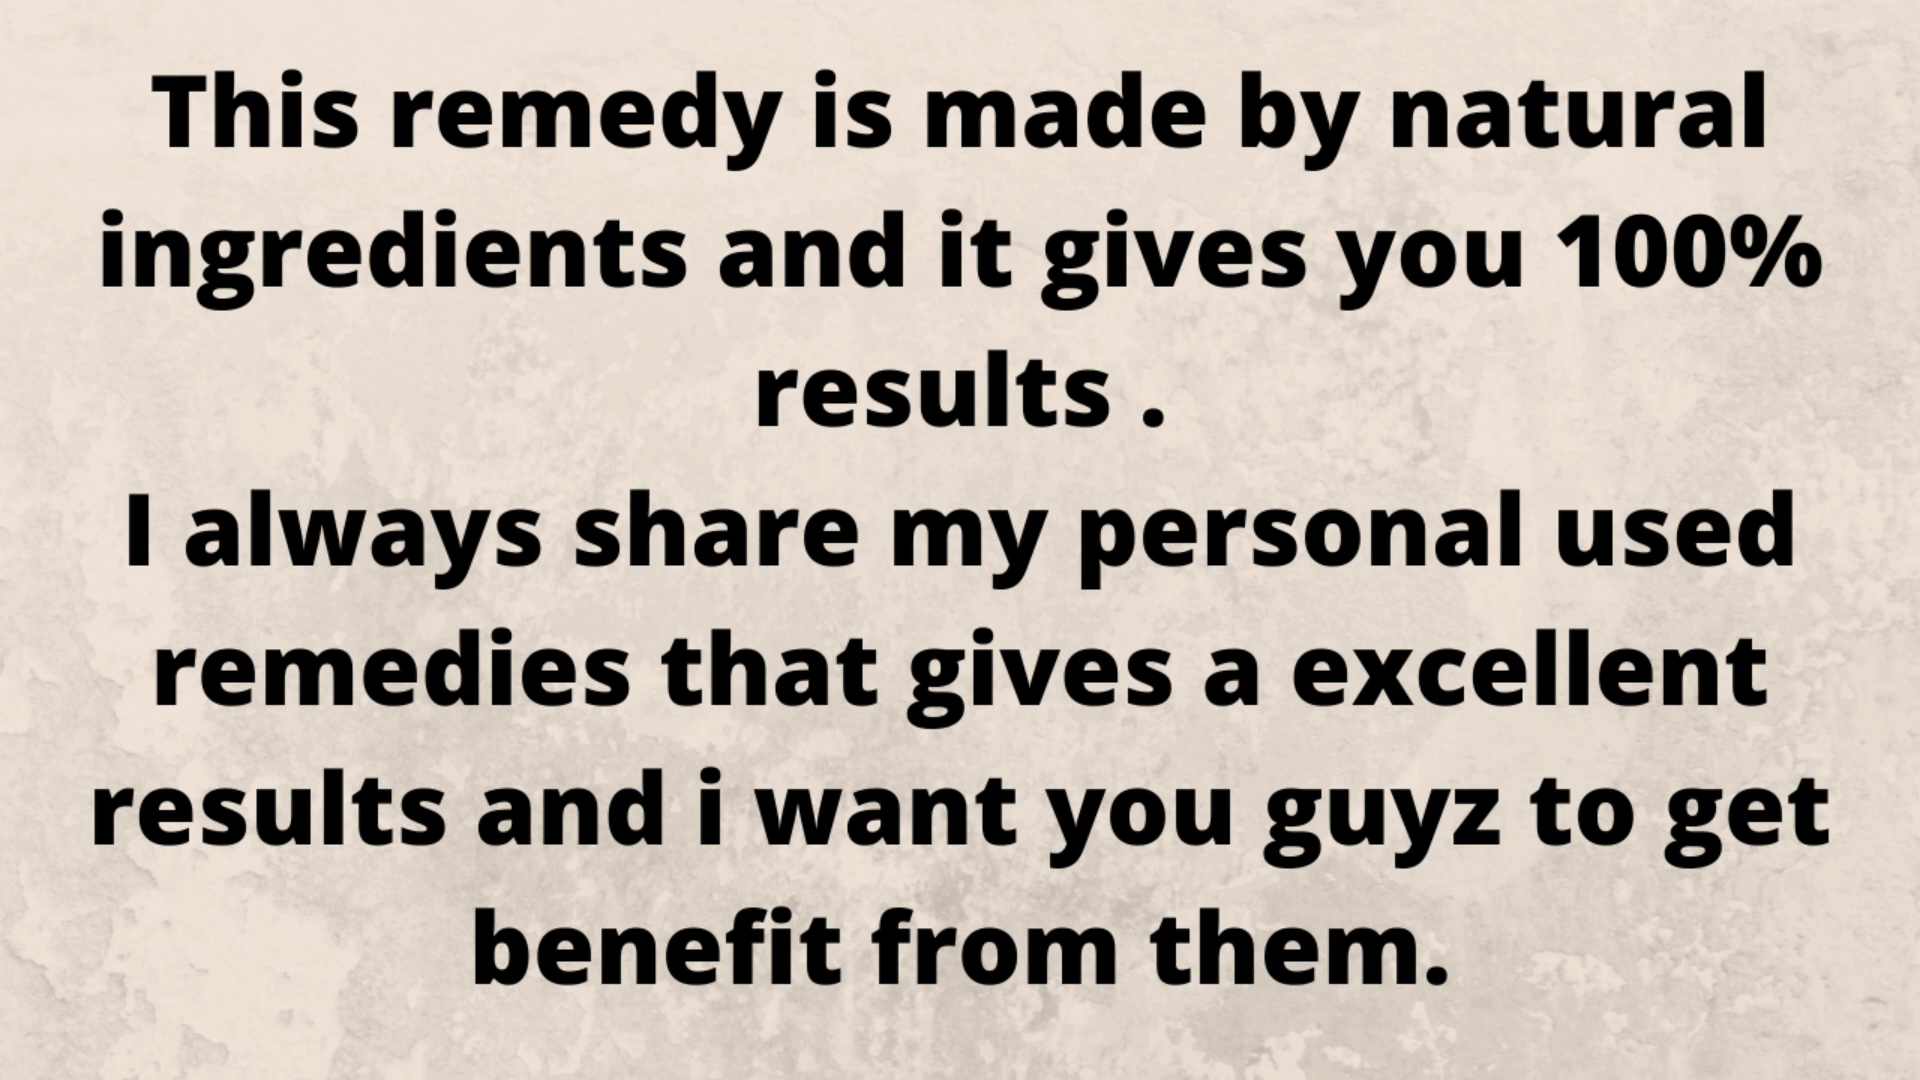 This remedy is made by natural
ingredients and it gives you 100%
results .
I always share my personal used
remedies that gives a excellent
results and i want you guyz to get
benefit from them.